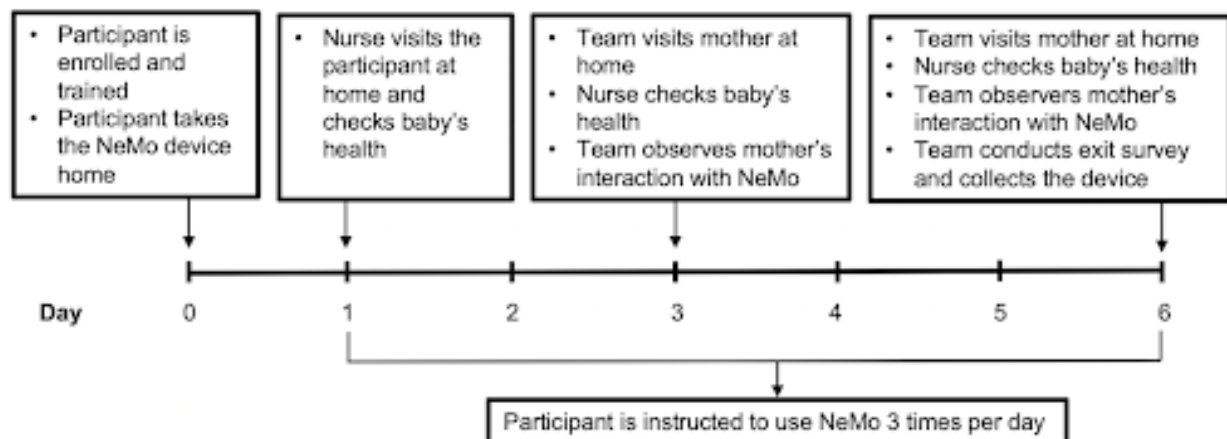 • Participant is
enrolled and
trained
• Participant takes
the NeMo device
home
• Nurse visits the
participant at
home and
checks baby's
health
• Team visits mother at
home
• Nurse checks baby's
health
• Team observes mother's
interaction with NeMo
• Team visits mother at home
• Nurse checks baby's health
• Team observers mother's
interaction with NeMo
• Team conducts exit survey
and collects the device
Day 0 1 2 3 4 5 6
Participant is instructed to use NeMo 3 times per day